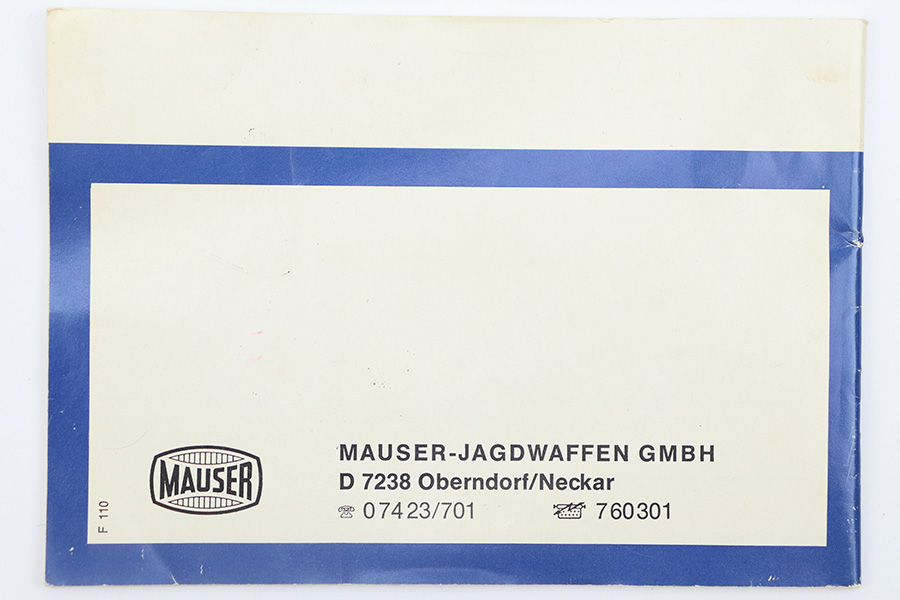 MAUSER
MAUSER-JAGDWAFFEN GMBH
D 7238 Oberndorf/Neckar
☎ 07423/701 760301
F 110